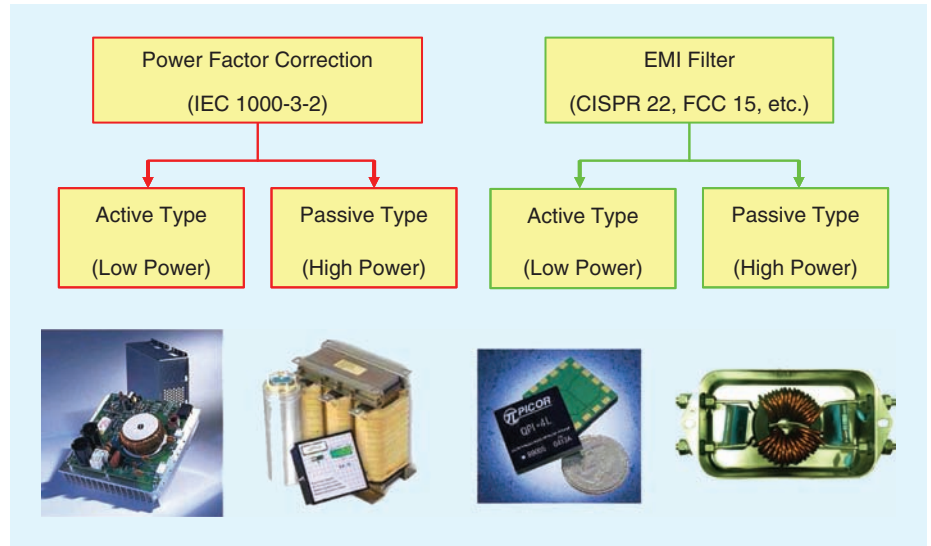 Power Factor Correction
(IEC 1000-3-2)
EMI Filter
(CISPR 22, FCC 15, etc.)
Active Type
(Low Power)
Passive Type
(High Power)
Active Type
(Low Power)
Passive Type
(High Power)
PICOR
QPI-4L